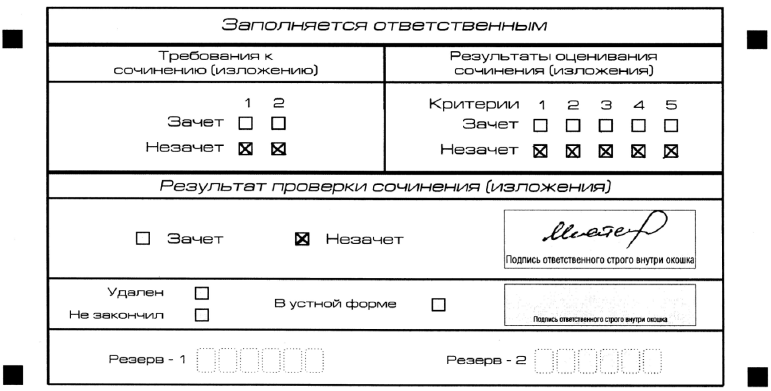 Заполняется ответственным
Требования к
сочинению (изложению)
1 2
Зачет
Незачет
Результаты оценивания
сочинения (изложения)
Критерии 1 2 3 4 5
Зачет
Незачет
Результат проверки сочинения (изложения)
Зачет
Незачет
Подпись ответственного строго внутри окошка
Удален
Не закончил
В устной форме
Подпись ответственного строго внутри окошка
Резерв - 1
Резерв - 2